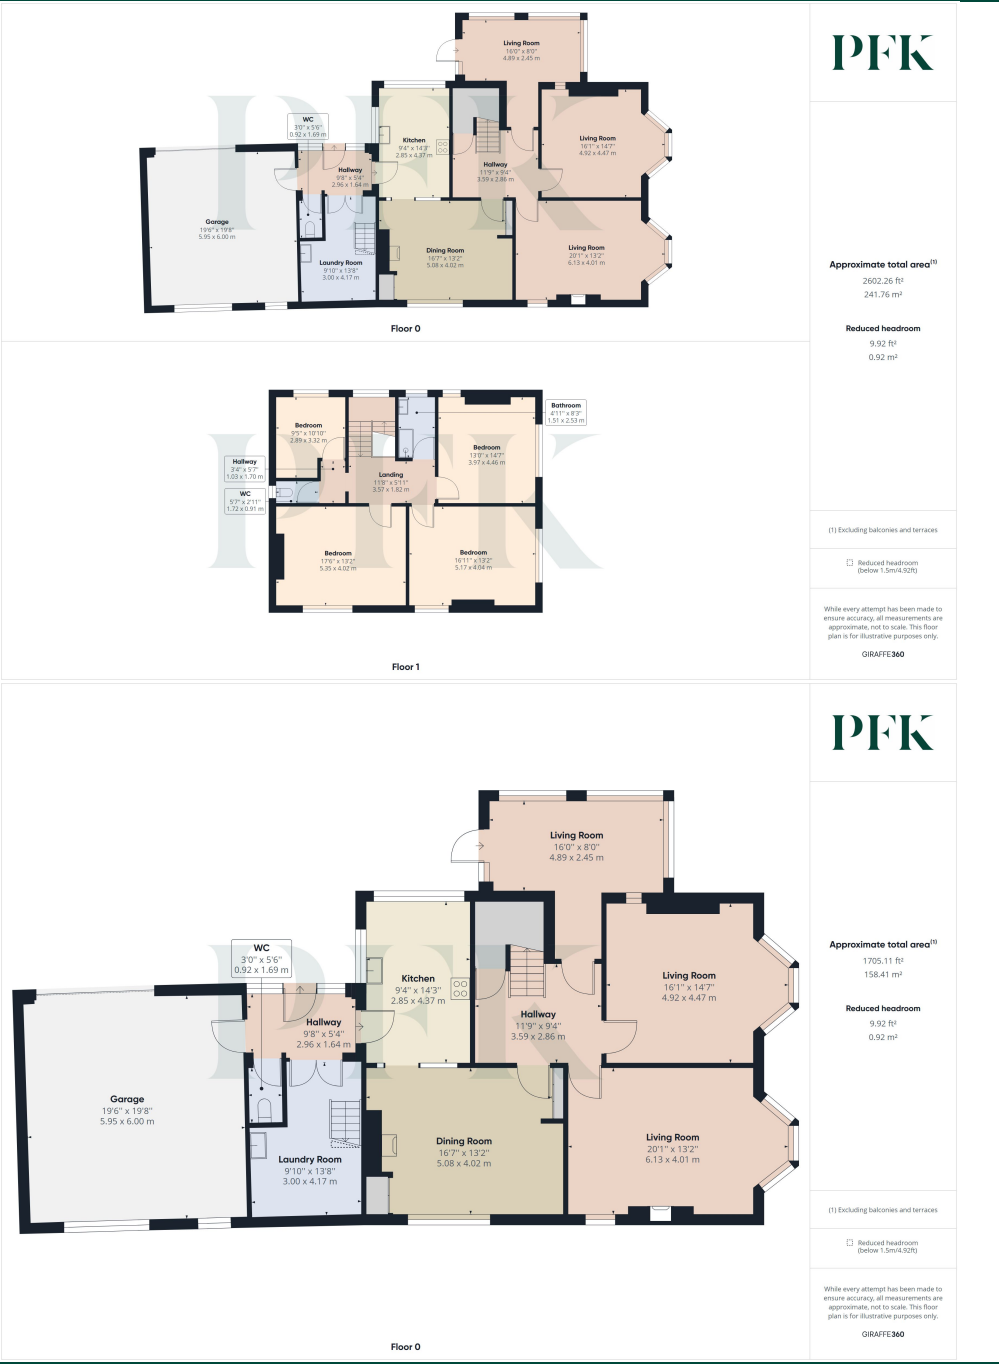 PFK
Living Room
16'0" x 8'0"
4.89 x 2.45 m
WC
3'0" x 5'6"
0.92 x 1.69 m
Kitchen
9'4" x 14'3"
2.85 x 4.37 m
Living Room
16'1" x 14'7"
4.92 x 4.47 m
Hallway
9'8" x 5'4"
2.96 x 1.64 m
Hallway
11'9" x 9'4"
3.59 x 2.86 m
Garage
19'6" x 19'8"
5.95 x 6.00 m
Laundry Room
9'10" x 13'8"
3.00 x 4.17 m
Dining Room
16'7" x 13'2"
5.08 x 4.02 m
Living Room
20'1" x 13'2"
6.13 x 4.01 m
Floor 0
PFK
Approximate total area(1)
2602.26 ft²
241.76 m²
Reduced headroom
9.92 ft²
0.92 m²
Bedroom
9'5" x 10'10"
2.89 x 3.32 m
Bathroom
4'11" x 8'3"
1.51 x 2.53 m
Bedroom
13'0" x 14'7"
3.97 x 4.46 m
Hallway
3'4" x 5'7"
1.03 x 1.70 m
Landing
11'8" x 5'11"
3.57 x 1.82 m
WC
5'7" x 2'11"
1.72 x 0.91 m
Bedroom
17'6" x 13'2"
5.35 x 4.02 m
Bedroom
16'11" x 13'2"
5.17 x 4.04 m
PFK
Floor 1
(1) Excluding balconies and terraces
Reduced headroom
(below 1.5m/4.92ft)
While every attempt has been made to
ensure accuracy, all measurements are
approximate, not to scale. This floor
plan is for illustrative purposes only.
GIRAFFE360
PFK
Living Room
16'0" x 8'0"
4.89 x 2.45 m
WC
3'0" x 5'6"
0.92 x 1.69 m
Kitchen
9'4" x 14'3"
2.85 x 4.37 m
Living Room
16'1" x 14'7"
4.92 x 4.47 m
Hallway
9'8" x 5'4"
2.96 x 1.64 m
Hallway
11'9" x 9'4"
3.59 x 2.86 m
Garage
19'6" x 19'8"
5.95 x 6.00 m
Laundry Room
9'10" x 13'8"
3.00 x 4.17 m
Dining Room
16'7" x 13'2"
5.08 x 4.02 m
Living Room
20'1" x 13'2"
6.13 x 4.01 m
PFK
Floor 0
Approximate total area(1)
1705.11 ft²
158.41 m²
Reduced headroom
9.92 ft²
0.92 m²
(1) Excluding balconies and terraces
Reduced headroom
(below 1.5m/4.92ft)
While every attempt has been made to
ensure accuracy, all measurements are
approximate, not to scale. This floor
plan is for illustrative purposes only.
GIRAFFE360